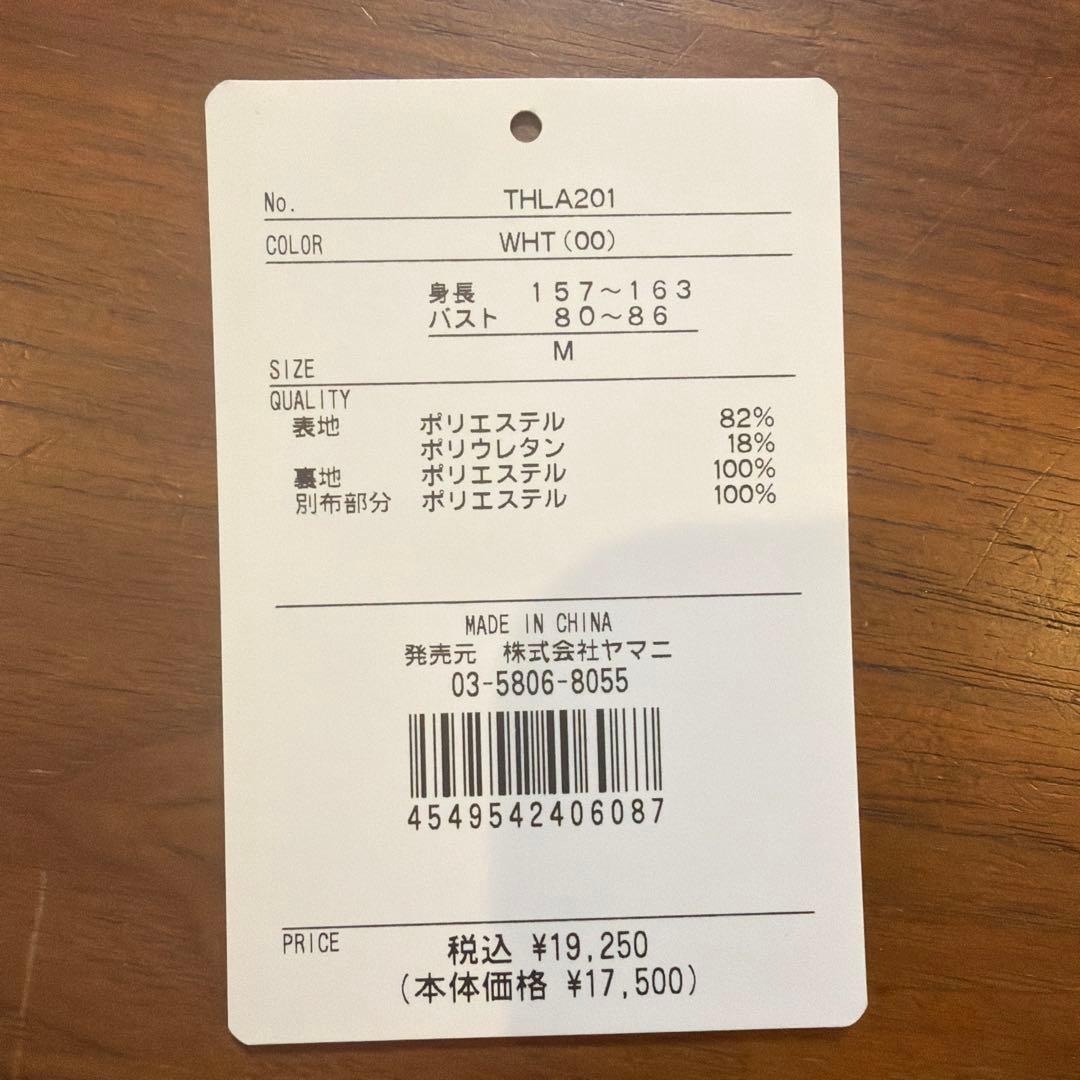 No. THLA201
COLOR WHT(00)
身長 157〜163
バスト 80〜86
SIZE M
QUALITY
表地 ポリエステル 82%
ポリウレタン 18%
裏地 ポリエステル 100%
別布部分 ポリエステル 100%
MADE IN CHINA
発売元 株式会社ヤマニ
03-5806-8055
4549542406087
PRICE 税込 ¥19,250
(本体価格 ¥17,500)